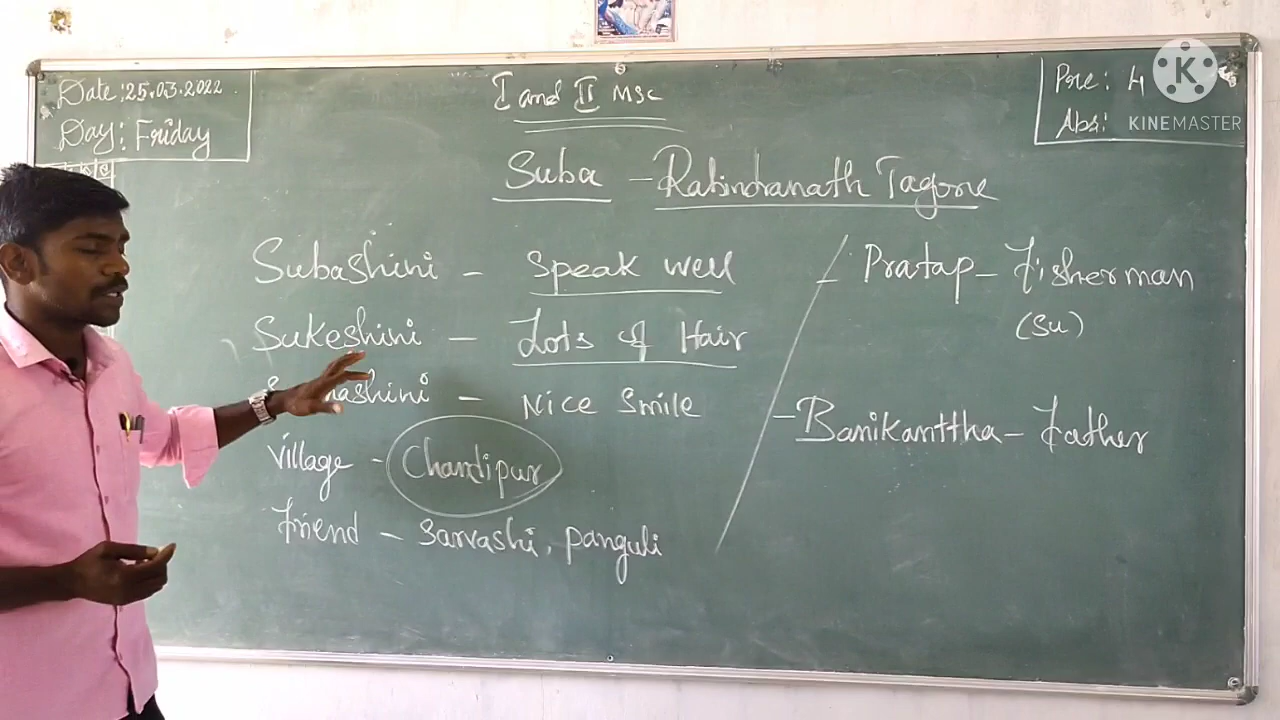 Date: 25.03.2022.
Day: Friday
I and II MSC
Pre: 4
Abs:
K
KINEMASTER
Suba - Rabindranath Tagore
Subashini - Speak well
Sukeshini - Lots of Hair
Nice Smile
Village - Chandipur
Friend - Sarvashi, Panguli
- Pratap - Fisherman
(Su)
- Banikanttha - Father